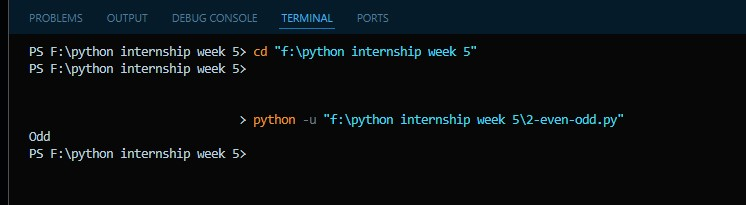 PROBLEMS OUTPUT DEBUG CONSOLE TERMINAL PORTS
PS F:\python internship week 5> cd "f:\python internship week 5"
PS F:\python internship week 5>
> python -u "f:\python internship week 5\2-even-odd.py"
Odd
PS F:\python internship week 5>